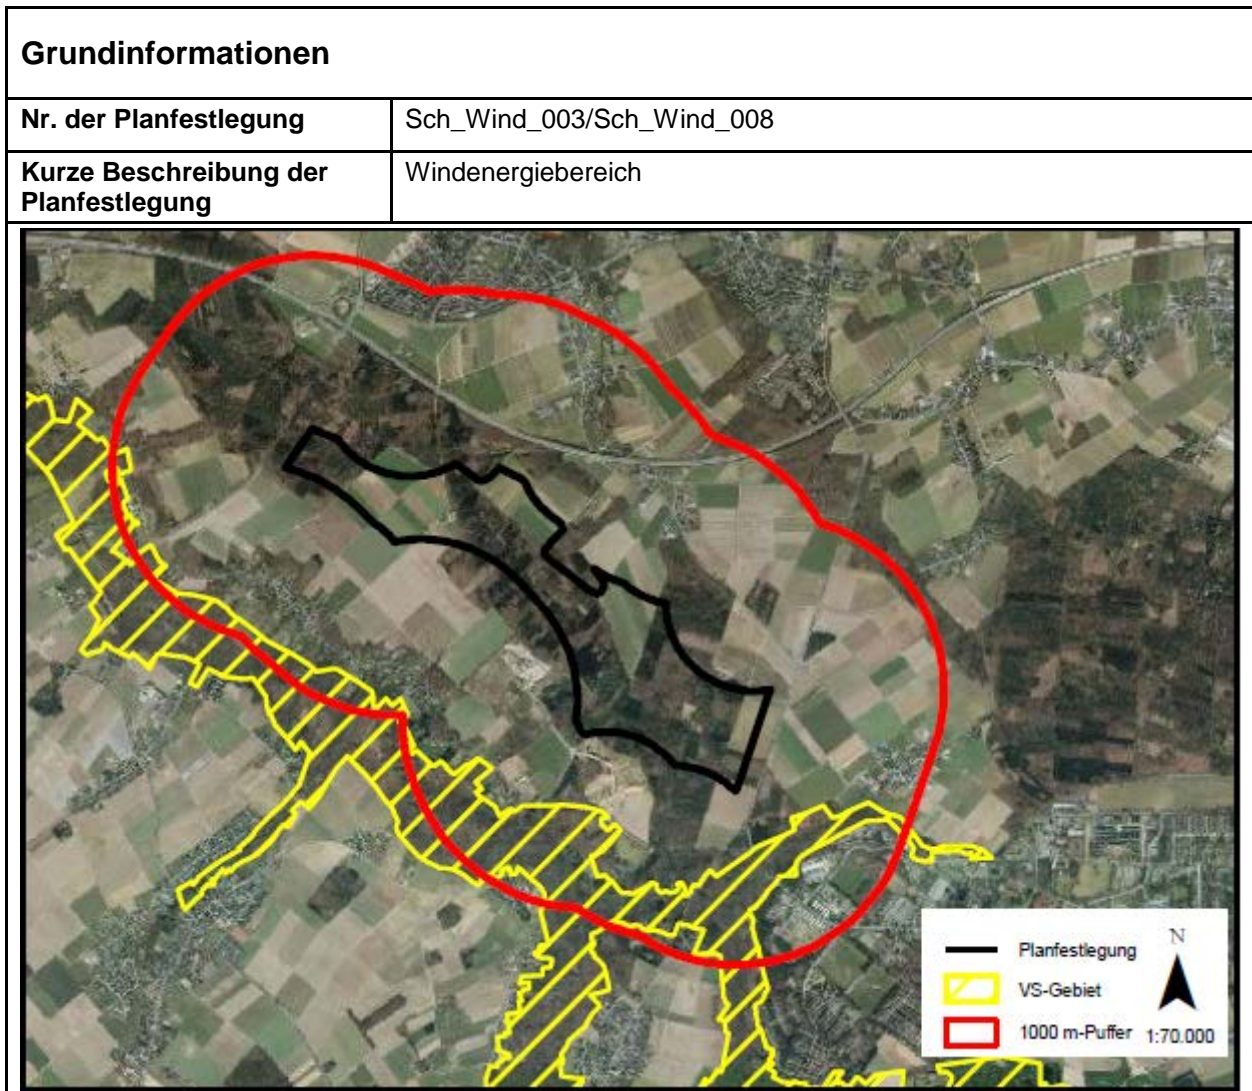 Grundinformationen
Nr. der Planfestlegung Sch_Wind_003/Sch_Wind_008
Kurze Beschreibung der Windenergiebereich
Planfestlegung
N
Planfestlegung
VS-Gebiet
1000 m-Puffer 1:70.000